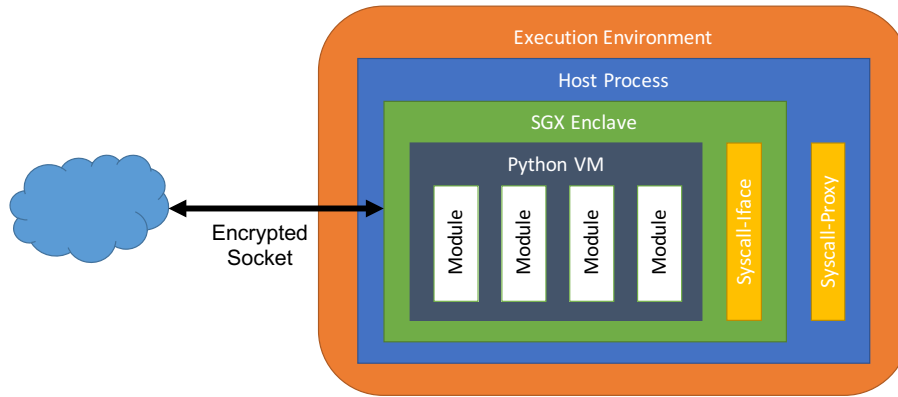 Execution Environment
Host Process
SGX Enclave
Python VM
Module
Module
Module
Module
Syscall-Iface
Syscall-Proxy
Encrypted
Socket